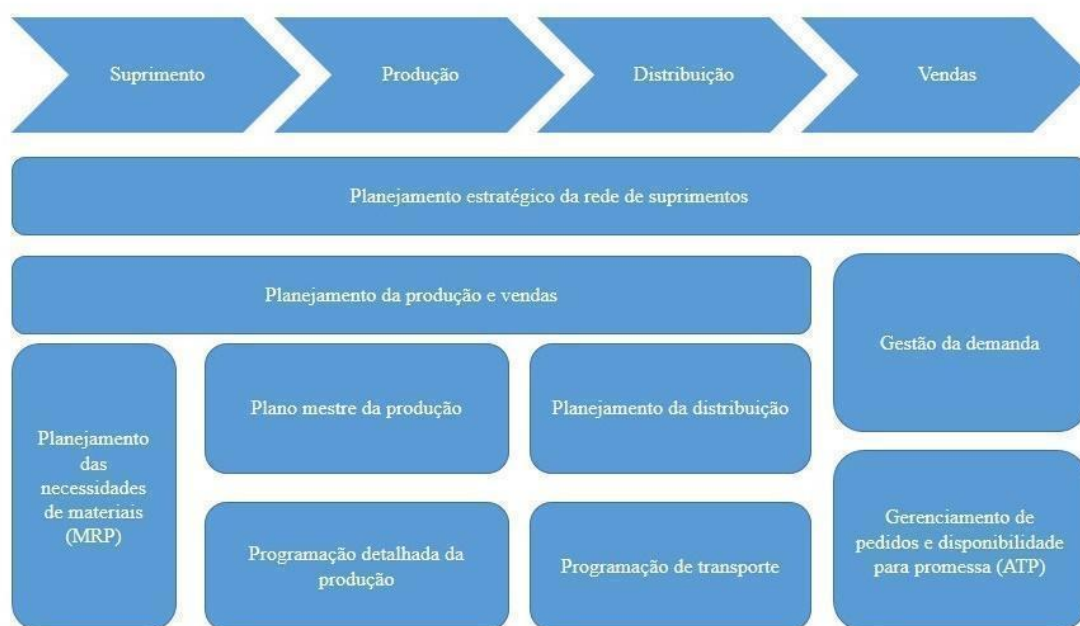 Suprimento
Produção
Distribuição
Vendas
Planejamento estratégico da rede de suprimentos
Planejamento da produção e vendas
Gestão da demanda
Plano mestre da produção
Planejamento da distribuição
Planejamento
das
necessidades
de materiais
(MRP)
Programação detalhada da
produção
Programação de transporte
Gerenciamento de
pedidos e disponibilidade
para promessa (ATP)